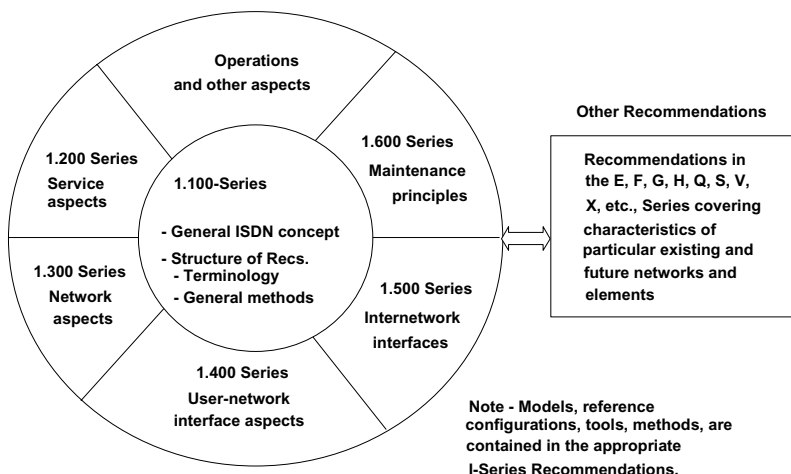 Operations
and other aspects
1.200 Series
Service
aspects
1.600 Series
Maintenance
principles
1.100-Series
- General ISDN concept
- Structure of Recs.
- Terminology
- General methods
1.300 Series
Network
aspects
1.500 Series
Internetwork
interfaces
1.400 Series
User-network
interface aspects
Other Recommendations
Recommendations in
the E, F, G, H, Q, S, V,
X, etc., Series covering
characteristics of
particular existing and
future networks and
elements
Note - Models, reference
configurations, tools, methods, are
contained in the appropriate
I-Series Recommendations.